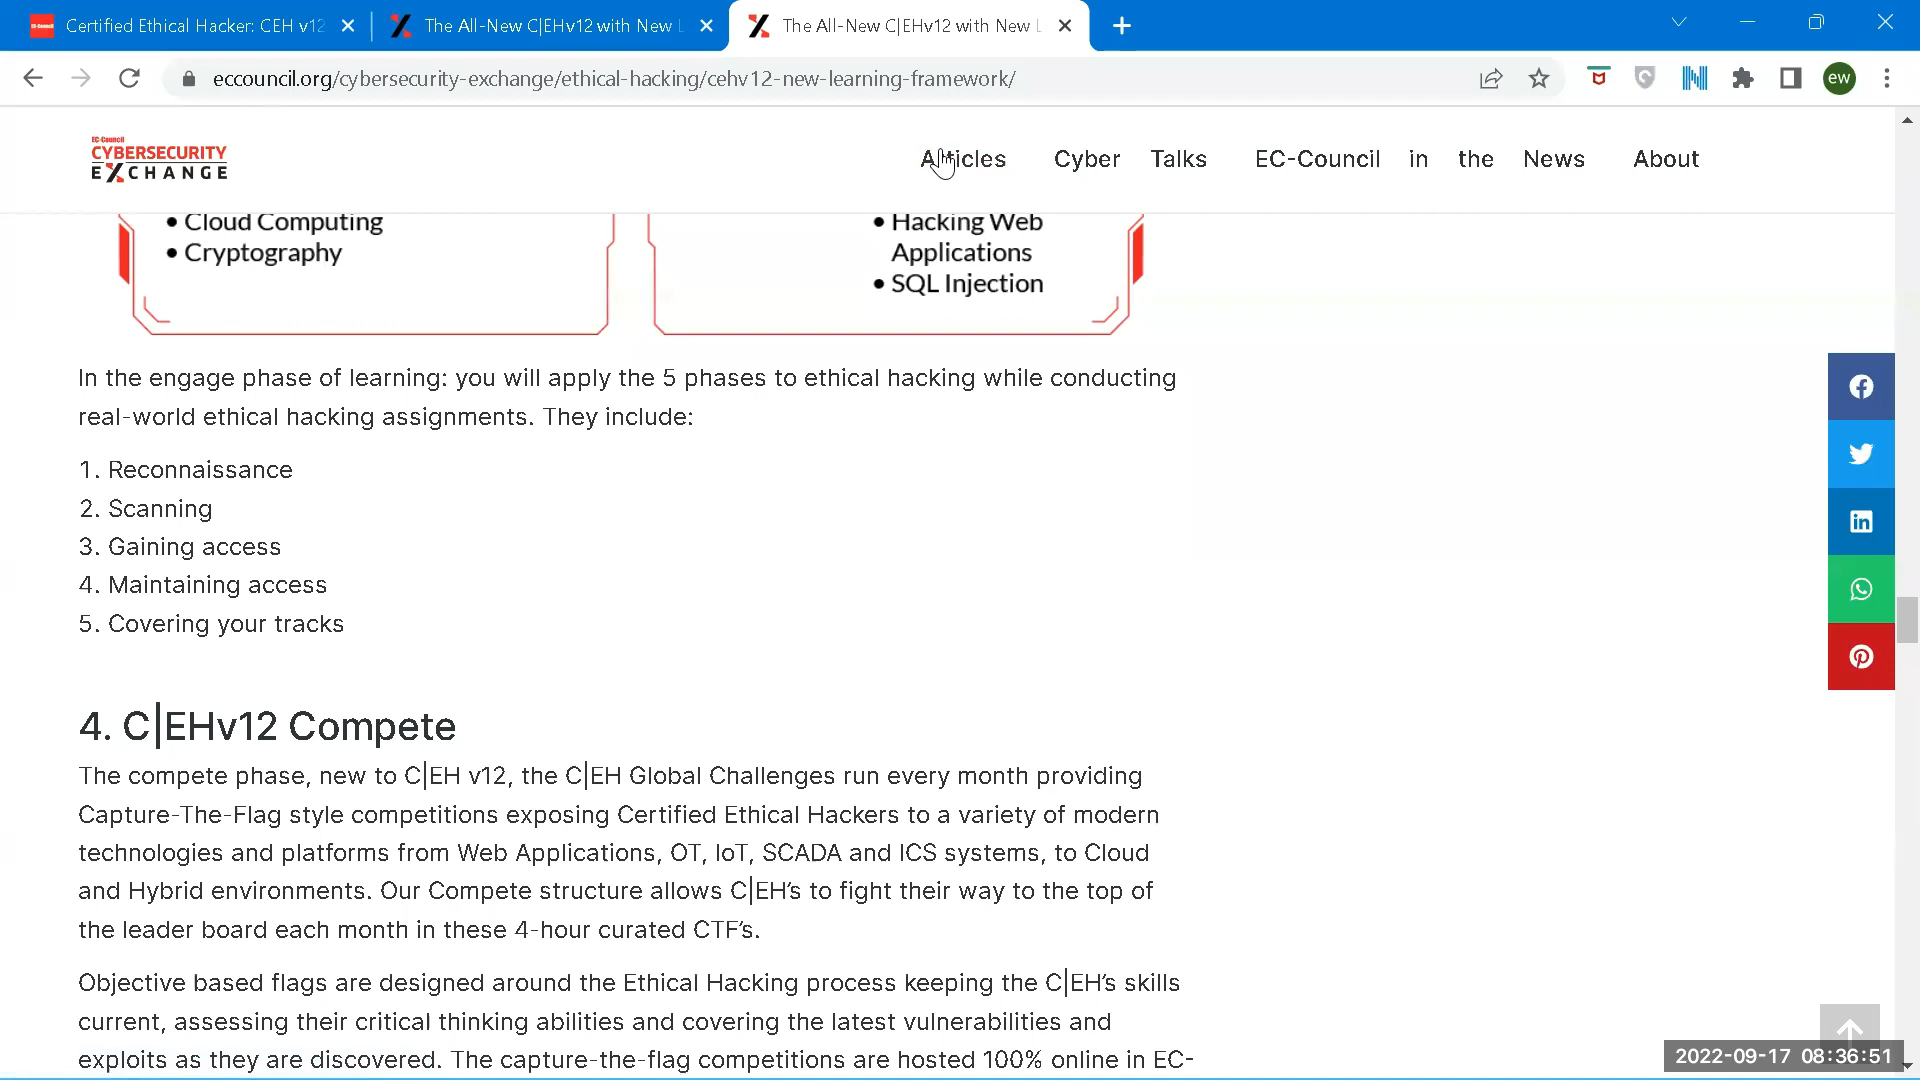 Certified Ethical Hacker: CEH v12
The All-New C|EHv12 with New L
The All-New C|EHv12 with New L
eccouncil.org/cybersecurity-exchange/ethical-hacking/cehv12-new-learning-framework/
ew
EC-Council
CYBERSECURITY
EXCHANGE
Articles Cyber Talks EC-Council in the News About
• Cloud Computing
• Cryptography
• Hacking Web
Applications
• SQL Injection
In the engage phase of learning: you will apply the 5 phases to ethical hacking while conducting
real-world ethical hacking assignments. They include:
1. Reconnaissance
2. Scanning
3. Gaining access
4. Maintaining access
5. Covering your tracks
4. C|EHv12 Compete
The compete phase, new to C|EH v12, the C|EH Global Challenges run every month providing
Capture-The-Flag style competitions exposing Certified Ethical Hackers to a variety of modern
technologies and platforms from Web Applications, OT, IoT, SCADA and ICS systems, to Cloud
and Hybrid environments. Our Compete structure allows C|EH’s to fight their way to the top of
the leader board each month in these 4-hour curated CTF’s.
Objective based flags are designed around the Ethical Hacking process keeping the C|EH’s skills
current, assessing their critical thinking abilities and covering the latest vulnerabilities and
exploits as they are discovered. The capture-the-flag competitions are hosted 100% online in EC-
2022-09-17 08:36:51